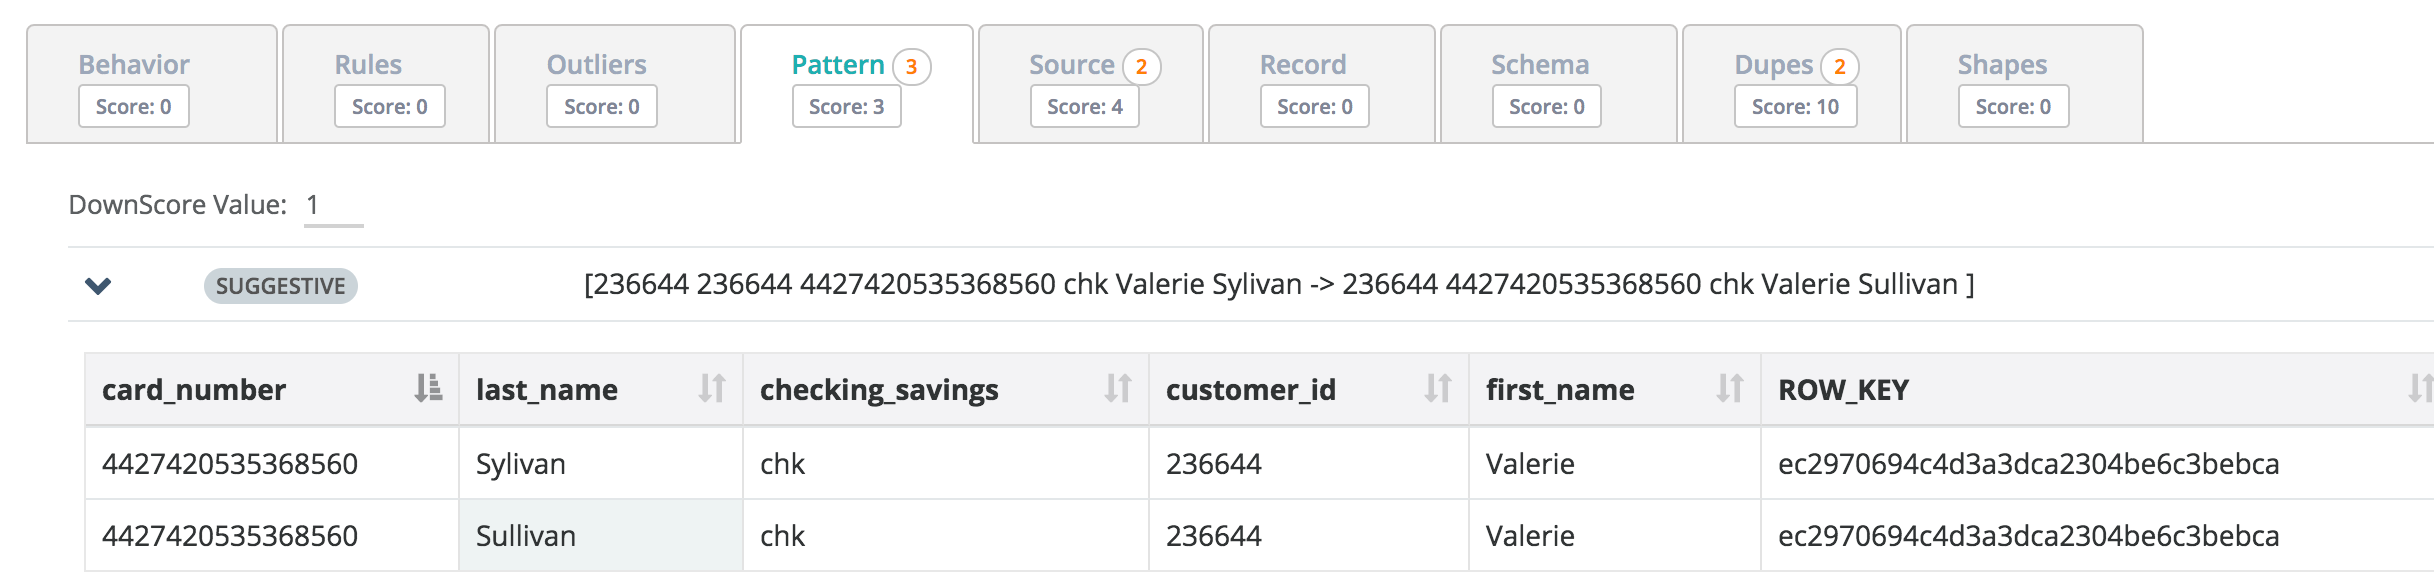 Behavior Rules Outliers Pattern 3 Source 2 Record Schema Dupes 2 Shapes
Score: 0 Score: 0 Score: 0 Score: 3 Score: 4 Score: 0 Score: 0 Score: 10 Score: 0
DownScore Value: 1
SUGGESTIVE [236644 236644 4427420535368560 chk Valerie Sylivan -> 236644 4427420535368560 chk Valerie Sullivan ]
card_number last_name checking_savings customer_id first_name ROW_KEY
4427420535368560 Sylivan chk 236644 Valerie ec2970694c4d3a3dca2304be6c3bebca
4427420535368560 Sullivan chk 236644 Valerie ec2970694c4d3a3dca2304be6c3bebca